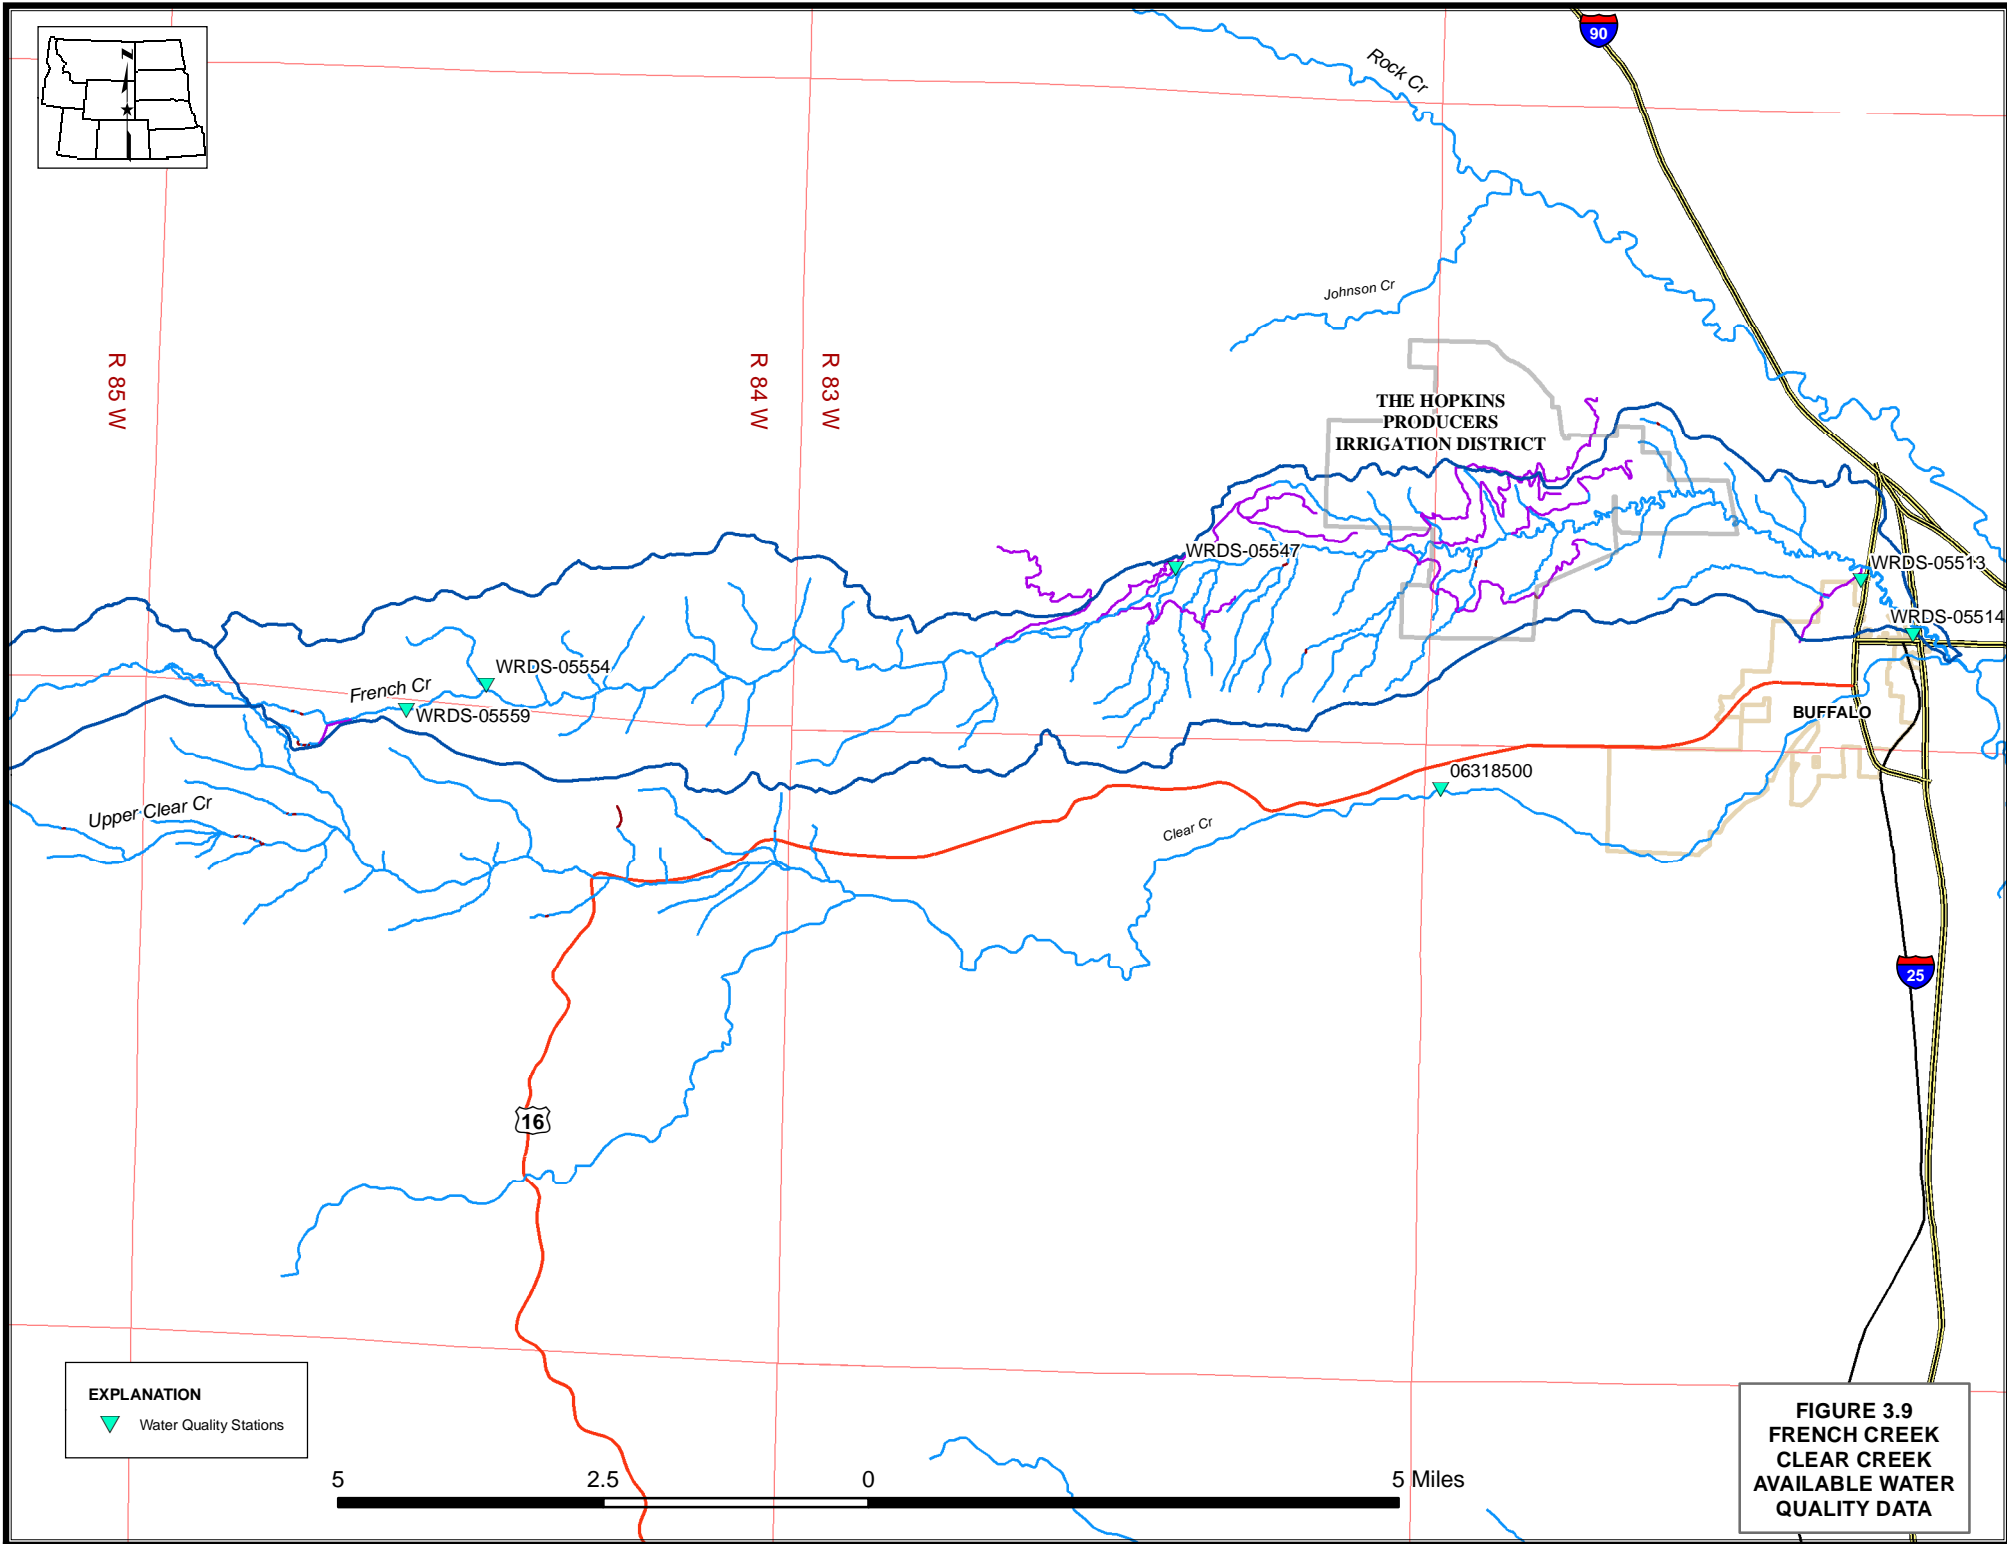 N
90
Rock Cr
Johnson Cr
R 85 W
R 84 W
R 83 W
THE HOPKINS
PRODUCERS
IRRIGATION DISTRICT
WRDS-05547
WRDS-05513
WRDS-05514
WRDS-05554
French Cr
WRDS-05559
BUFFALO
06318500
Upper Clear Cr
Clear Cr
25
16
EXPLANATION
Water Quality Stations
5 2.5 0 5 Miles
FIGURE 3.9
FRENCH CREEK
CLEAR CREEK
AVAILABLE WATER
QUALITY DATA